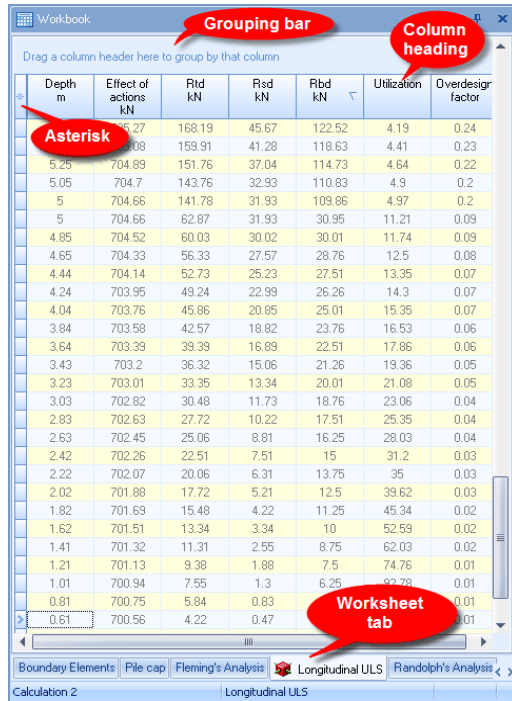 Workbook
Grouping bar
Column
heading
Drag a column header here to group by that column
Depth
m
Effect of
actions
kN
Rtd
kN
Rsd
kN
Rbd
kN
Utilization
Overdesign
factor
Asterisk
168.19 45.67 122.52 4.19 0.24
159.91 41.28 118.63 4.41 0.23
5.25 704.89 151.76 37.04 114.73 4.64 0.22
5.05 704.7 143.76 32.93 110.83 4.9 0.2
5 704.66 141.78 31.93 109.86 4.97 0.2
5 704.66 62.87 31.93 30.95 11.21 0.09
4.85 704.52 60.03 30.02 30.01 11.74 0.09
4.65 704.33 56.33 27.57 28.76 12.5 0.08
4.44 704.14 52.73 25.23 27.51 13.35 0.07
4.24 703.95 49.24 22.99 26.26 14.3 0.07
4.04 703.76 45.86 20.85 25.01 15.35 0.07
3.84 703.58 42.57 18.82 23.76 16.53 0.06
3.64 703.39 39.39 16.89 22.51 17.86 0.06
3.43 703.2 36.32 15.06 21.26 19.36 0.05
3.23 703.01 33.35 13.34 20.01 21.08 0.05
3.03 702.82 30.48 11.73 18.76 23.06 0.04
2.83 702.63 27.72 10.22 17.51 25.35 0.04
2.63 702.45 25.06 8.81 16.25 28.03 0.04
2.42 702.26 22.51 7.51 15 31.2 0.03
2.22 702.07 20.06 6.31 13.75 35 0.03
2.02 701.88 17.72 5.21 12.5 39.62 0.03
1.82 701.69 15.48 4.22 11.25 45.34 0.02
1.62 701.51 13.34 3.34 10 52.59 0.02
1.41 701.32 11.31 2.55 8.75 62.03 0.02
1.21 701.13 9.38 1.88 7.5 74.76 0.01
1.01 700.94 7.55 1.3 6.25 92.78 0.01
0.81 700.75 5.84 0.83 0.01
0.61 700.56 4.22 0.47 0.01
Worksheet
tab
Boundary Elements Pile cap Fleming's Analysis Longitudinal ULS Randolph's Analysis
Calculation 2 Longitudinal ULS